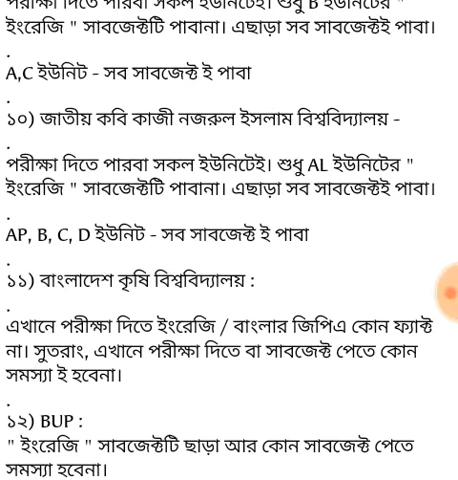 পরীক্ষা দিতে পারবা সকল ইউনিটেই। শুধু B ইউনিটের "
ইংরেজি " সাবজেক্টটি পাবানা। এছাড়া সব সাবজেক্টই পাবা।
.
A,C ইউনিট - সব সাবজেক্ট ই পাবা
.
১০) জাতীয় কবি কাজী নজরুল ইসলাম বিশ্ববিদ্যালয় -
.
পরীক্ষা দিতে পারবা সকল ইউনিটেই। শুধু AL ইউনিটের "
ইংরেজি " সাবজেক্টটি পাবানা। এছাড়া সব সাবজেক্টই পাবা।
.
AP, B, C, D ইউনিট - সব সাবজেক্ট ই পাবা
.
১১) বাংলাদেশ কৃষি বিশ্ববিদ্যালয় :
.
এখানে পরীক্ষা দিতে ইংরেজি / বাংলার জিপিএ কোন ফ্যাক্ট
না। সুতরাং, এখানে পরীক্ষা দিতে বা সাবজেক্ট পেতে কোন
সমস্যা ই হবেনা।
.
১২) BUP :
" ইংরেজি " সাবজেক্টটি ছাড়া আর কোন সাবজেক্ট পেতে
সমস্যা হবেনা।